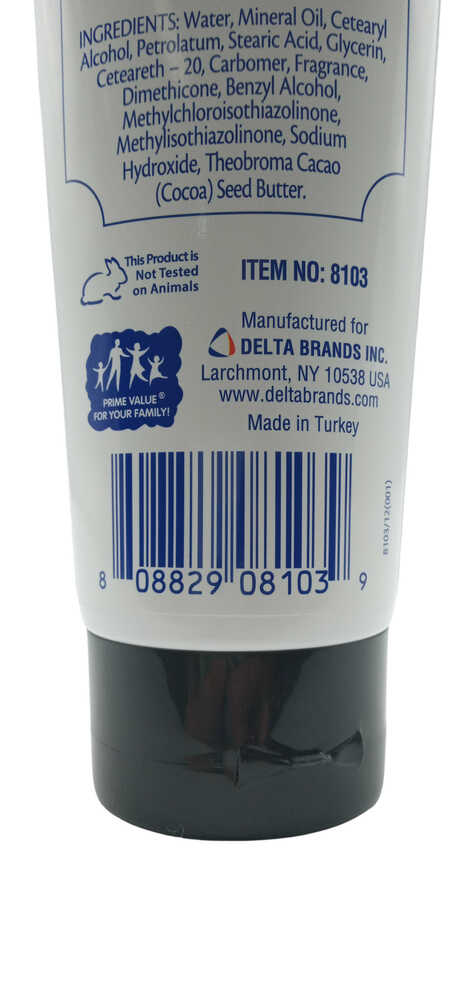 INGREDIENTS: Water, Mineral Oil, Cetearyl
Alcohol, Petrolatum, Stearic Acid, Glycerin,
Ceteareth – 20, Carbomer, Fragrance,
Dimethicone, Benzyl Alcohol,
Methylchloroisothiazolinone,
Methylisothiazolinone, Sodium
Hydroxide, Theobroma Cacao
(Cocoa) Seed Butter.
This Product is
Not Tested
on Animals
ITEM NO: 8103
PRIME VALUE®
FOR YOUR FAMILY!
Manufactured for
DELTA BRANDS INC.
Larchmont, NY 10538 USA
www.deltabrands.com
Made in Turkey
8103/12(001)
8 08829 08103 9